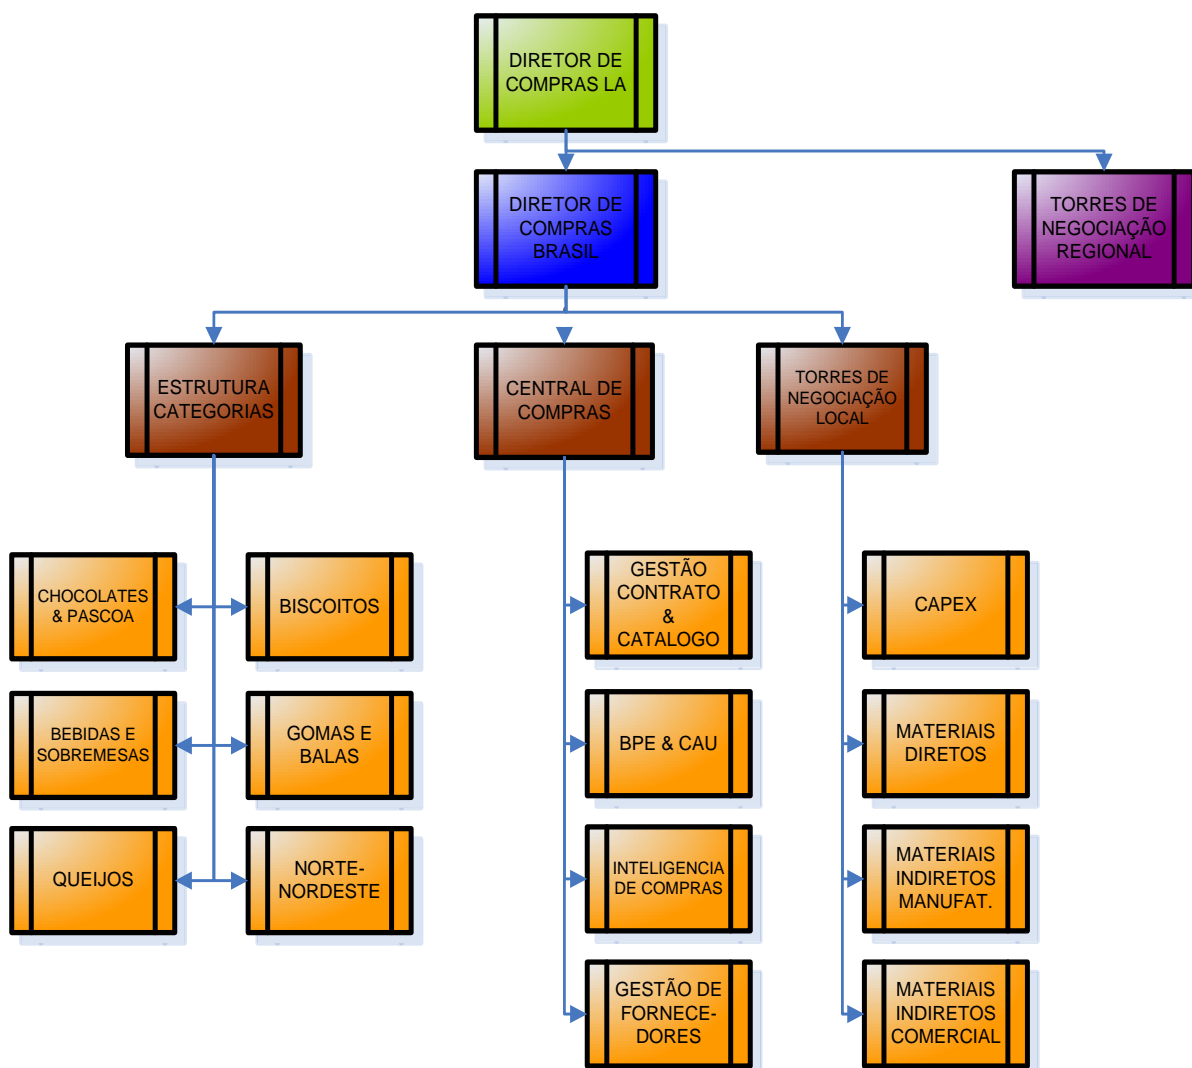 DIRETOR DE
COMPRAS LA
DIRETOR DE
COMPRAS
BRASIL
TORRES DE
NEGOCIAÇÃO
REGIONAL
ESTRUTURA
CATEGORIAS
CENTRAL DE
COMPRAS
TORRES DE
NEGOCIAÇÃO
LOCAL
CHOCOLATES
& PASCOA
BISCOITOS
BEBIDAS E
SOBREMESAS
GOMAS E
BALAS
QUEIJOS
NORTE-
NORDESTE
GESTÃO
CONTRATO
&
CATALOGO
BPE & CAU
INTELIGENCIA
DE COMPRAS
GESTÃO DE
FORNECE-
DORES
CAPEX
MATERIAIS
DIRETOS
MATERIAIS
INDIRETOS
MANUFAT.
MATERIAIS
INDIRETOS
COMERCIAL